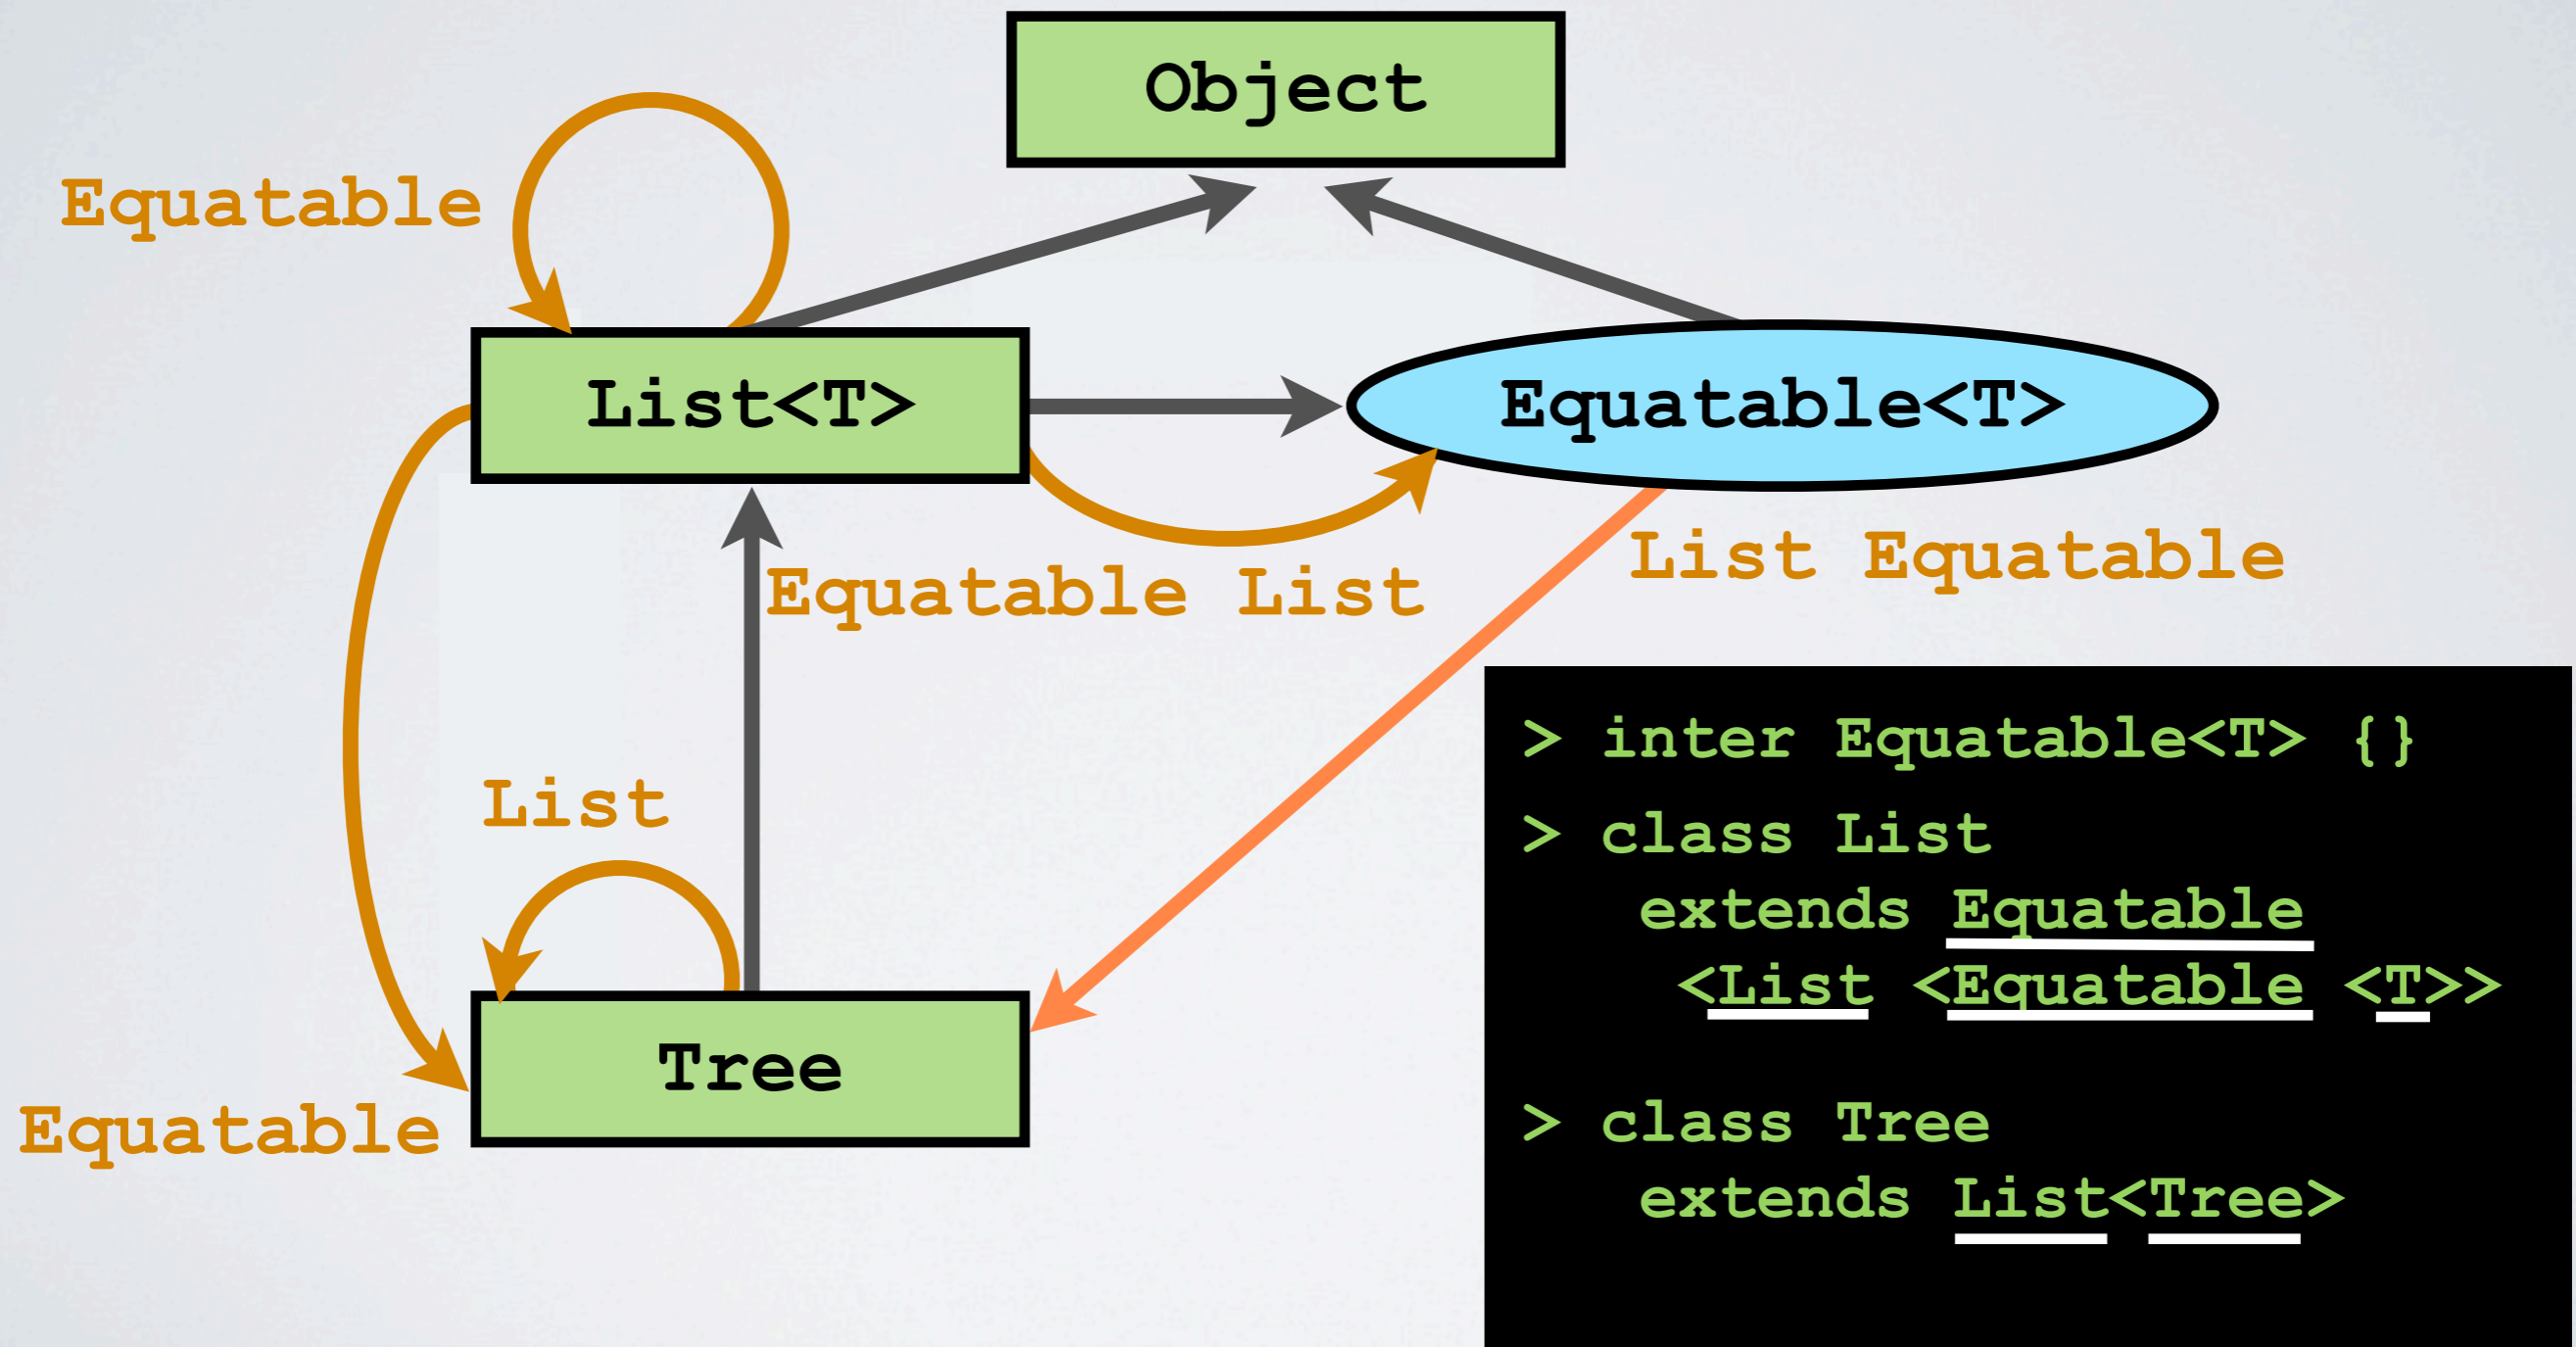 Object
Equatable
List<T>
Equatable<T>
List Equatable
Equatable List
List
Tree
Equatable
> inter Equatable<T> {}
> class List
extends Equatable
<List <Equatable <T>>
> class Tree
extends List<Tree>